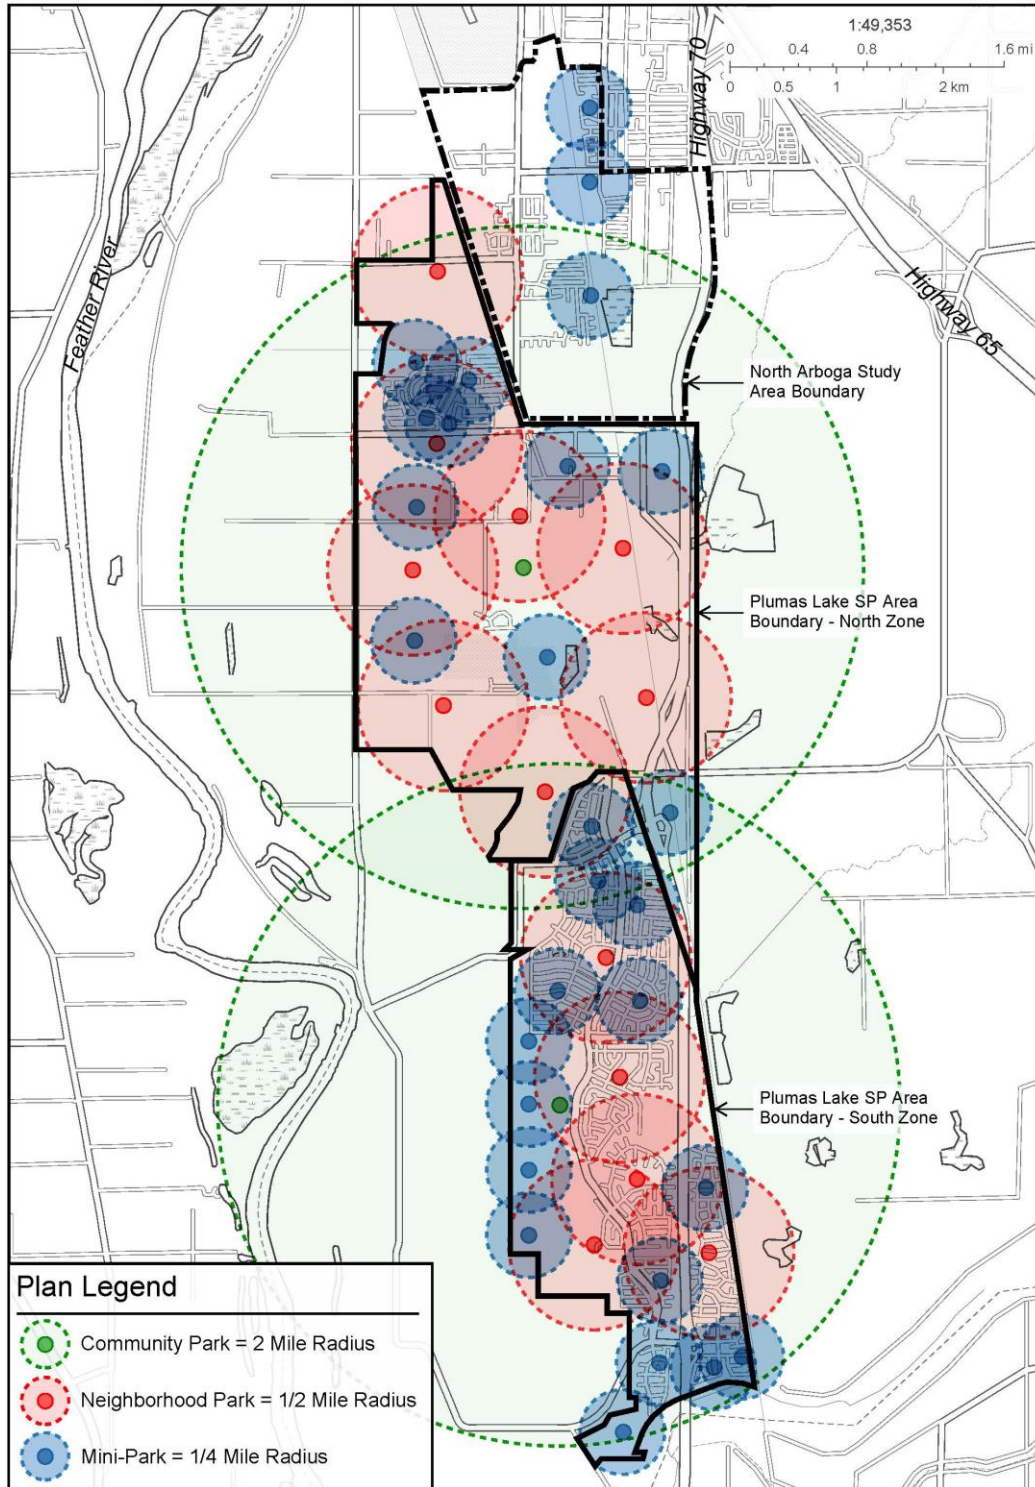 1:49,353
0 0.4 0.8 1.6 mi
0 0.5 1 2 km
Highway 70
Feather River
Highway 65
North Arboga Study
Area Boundary
Plumas Lake SP Area
Boundary - North Zone
Plumas Lake SP Area
Boundary - South Zone
Plan Legend
Community Park = 2 Mile Radius
Neighborhood Park = 1/2 Mile Radius
Mini-Park = 1/4 Mile Radius